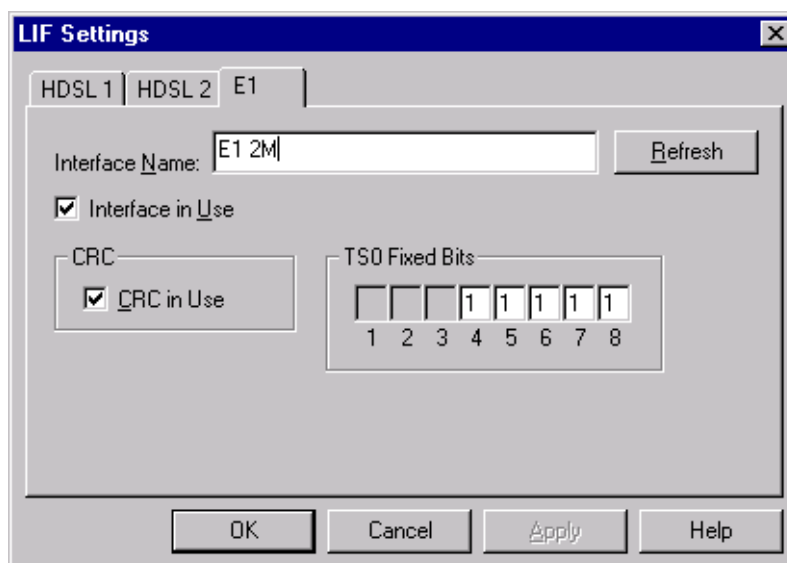 LIF Settings
HDSL 1 HDSL 2 E1
Interface Name: E1 2M Refresh
Interface in Use
CRC TS0 Fixed Bits
CRC in Use 1 1 1 1 1
1 2 3 4 5 6 7 8
OK Cancel Apply Help